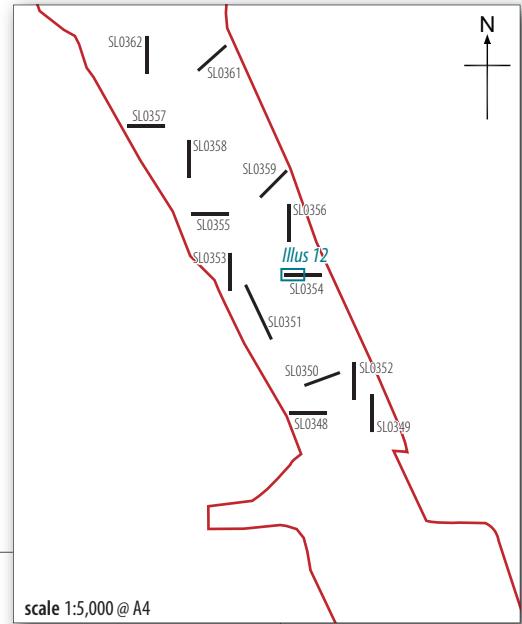 N
SL0362
SL0361
SL0357
SL0358
SL0359
SL0356
SL0355
Illus 12
SL0353
SL0354
SL0351
SL0350
SL0352
SL0348
SL0349
scale 1:5,000 @ A4